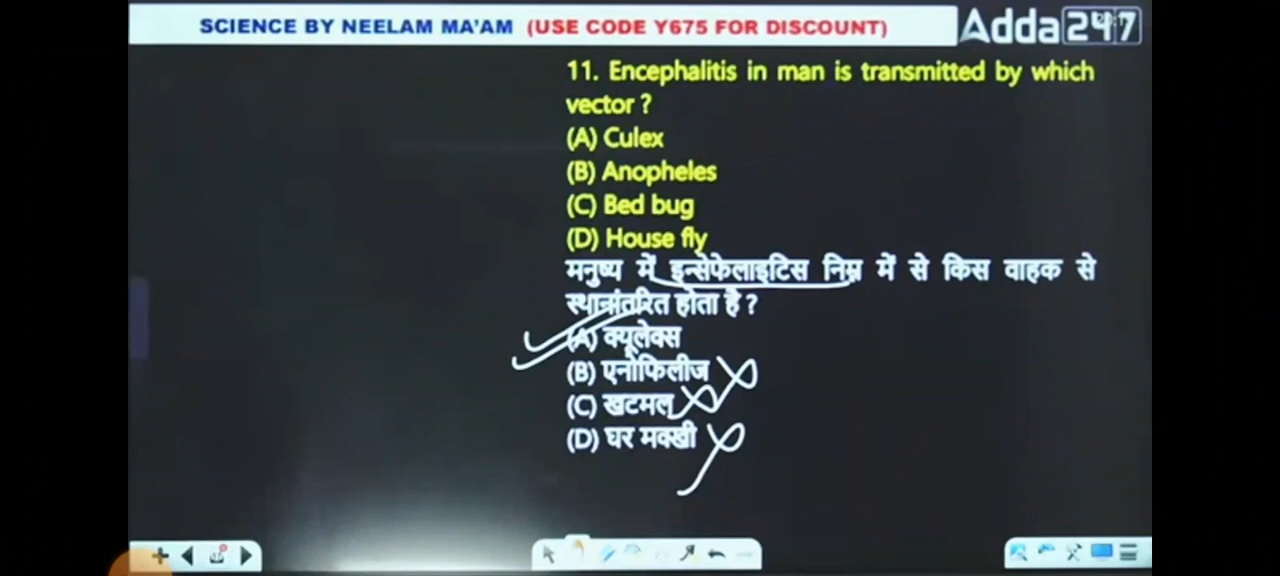 SCIENCE BY NEELAM MA'AM (USE CODE Y675 FOR DISCOUNT)
Adda247
11. Encephalitis in man is transmitted by which
vector ?
(A) Culex
(B) Anopheles
(C) Bed bug
(D) House fly
मनुष्य में इन्सेफेलाइटिस निम्न में से किस वाहक से
स्थानांतरित होता है ?
(A) क्यूलेक्स
(B) एनोफिलीज
(C) खटमल
(D) घर मक्खी